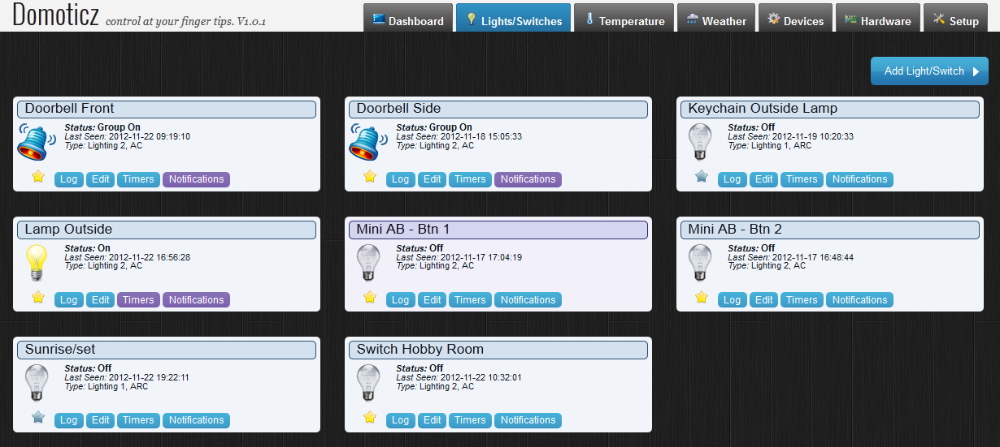 Domoticz control at your finger tips. V1.0.1
Dashboard Lights/Switches Temperature Weather Devices Hardware Setup
Add Light/Switch
Doorbell Front
Status: Group On
Last Seen: 2012-11-22 09:19:10
Type: Lighting 2, AC
Log Edit Timers Notifications
Doorbell Side
Status: Group On
Last Seen: 2012-11-18 15:05:33
Type: Lighting 2, AC
Log Edit Timers Notifications
Keychain Outside Lamp
Status: Off
Last Seen: 2012-11-19 10:20:33
Type: Lighting 1, ARC
Log Edit Timers Notifications
Lamp Outside
Status: On
Last Seen: 2012-11-22 16:56:28
Type: Lighting 2, AC
Log Edit Timers Notifications
Mini AB - Btn 1
Status: Off
Last Seen: 2012-11-17 17:04:19
Type: Lighting 2, AC
Log Edit Timers Notifications
Mini AB - Btn 2
Status: Off
Last Seen: 2012-11-17 16:48:44
Type: Lighting 2, AC
Log Edit Timers Notifications
Sunrise/set
Status: Off
Last Seen: 2012-11-22 19:22:11
Type: Lighting 1, ARC
Log Edit Timers Notifications
Switch Hobby Room
Status: Off
Last Seen: 2012-11-22 10:32:01
Type: Lighting 2, AC
Log Edit Timers Notifications